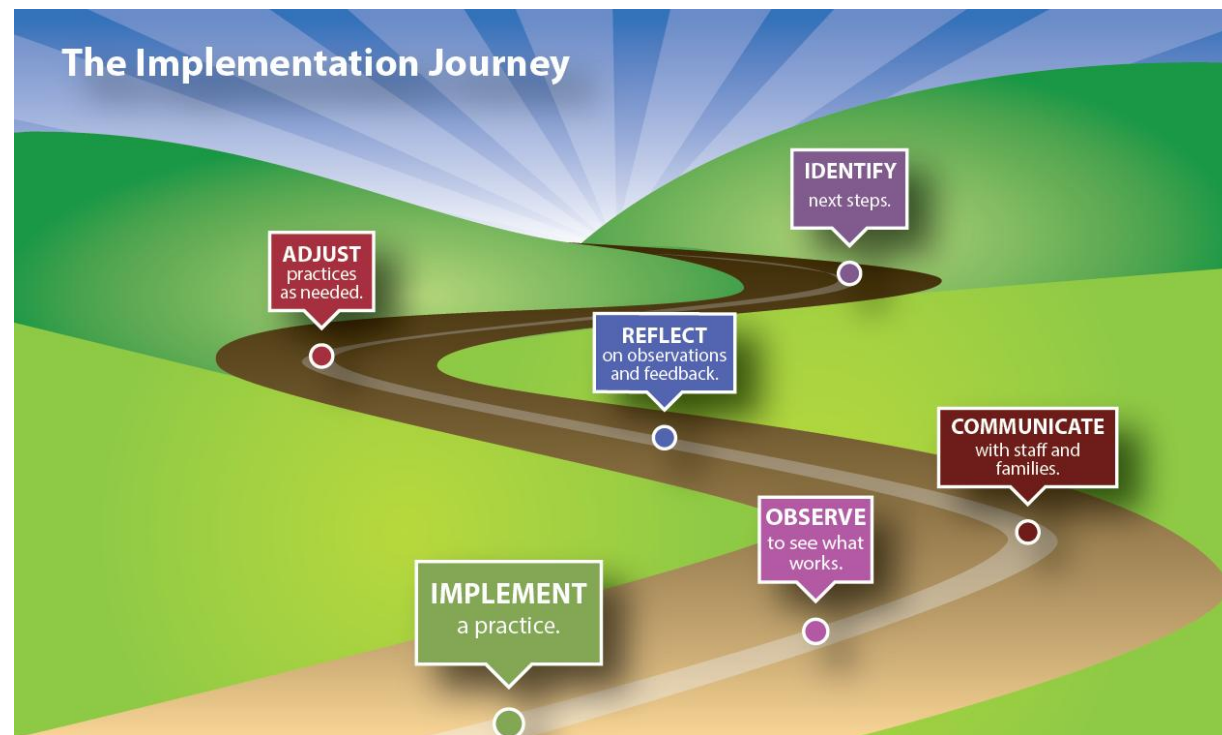 The Implementation Journey
IDENTIFY
next steps.
ADJUST
practices
as needed.
REFLECT
on observations
and feedback.
COMMUNICATE
with staff and
families.
OBSERVE
to see what
works.
IMPLEMENT
a practice.